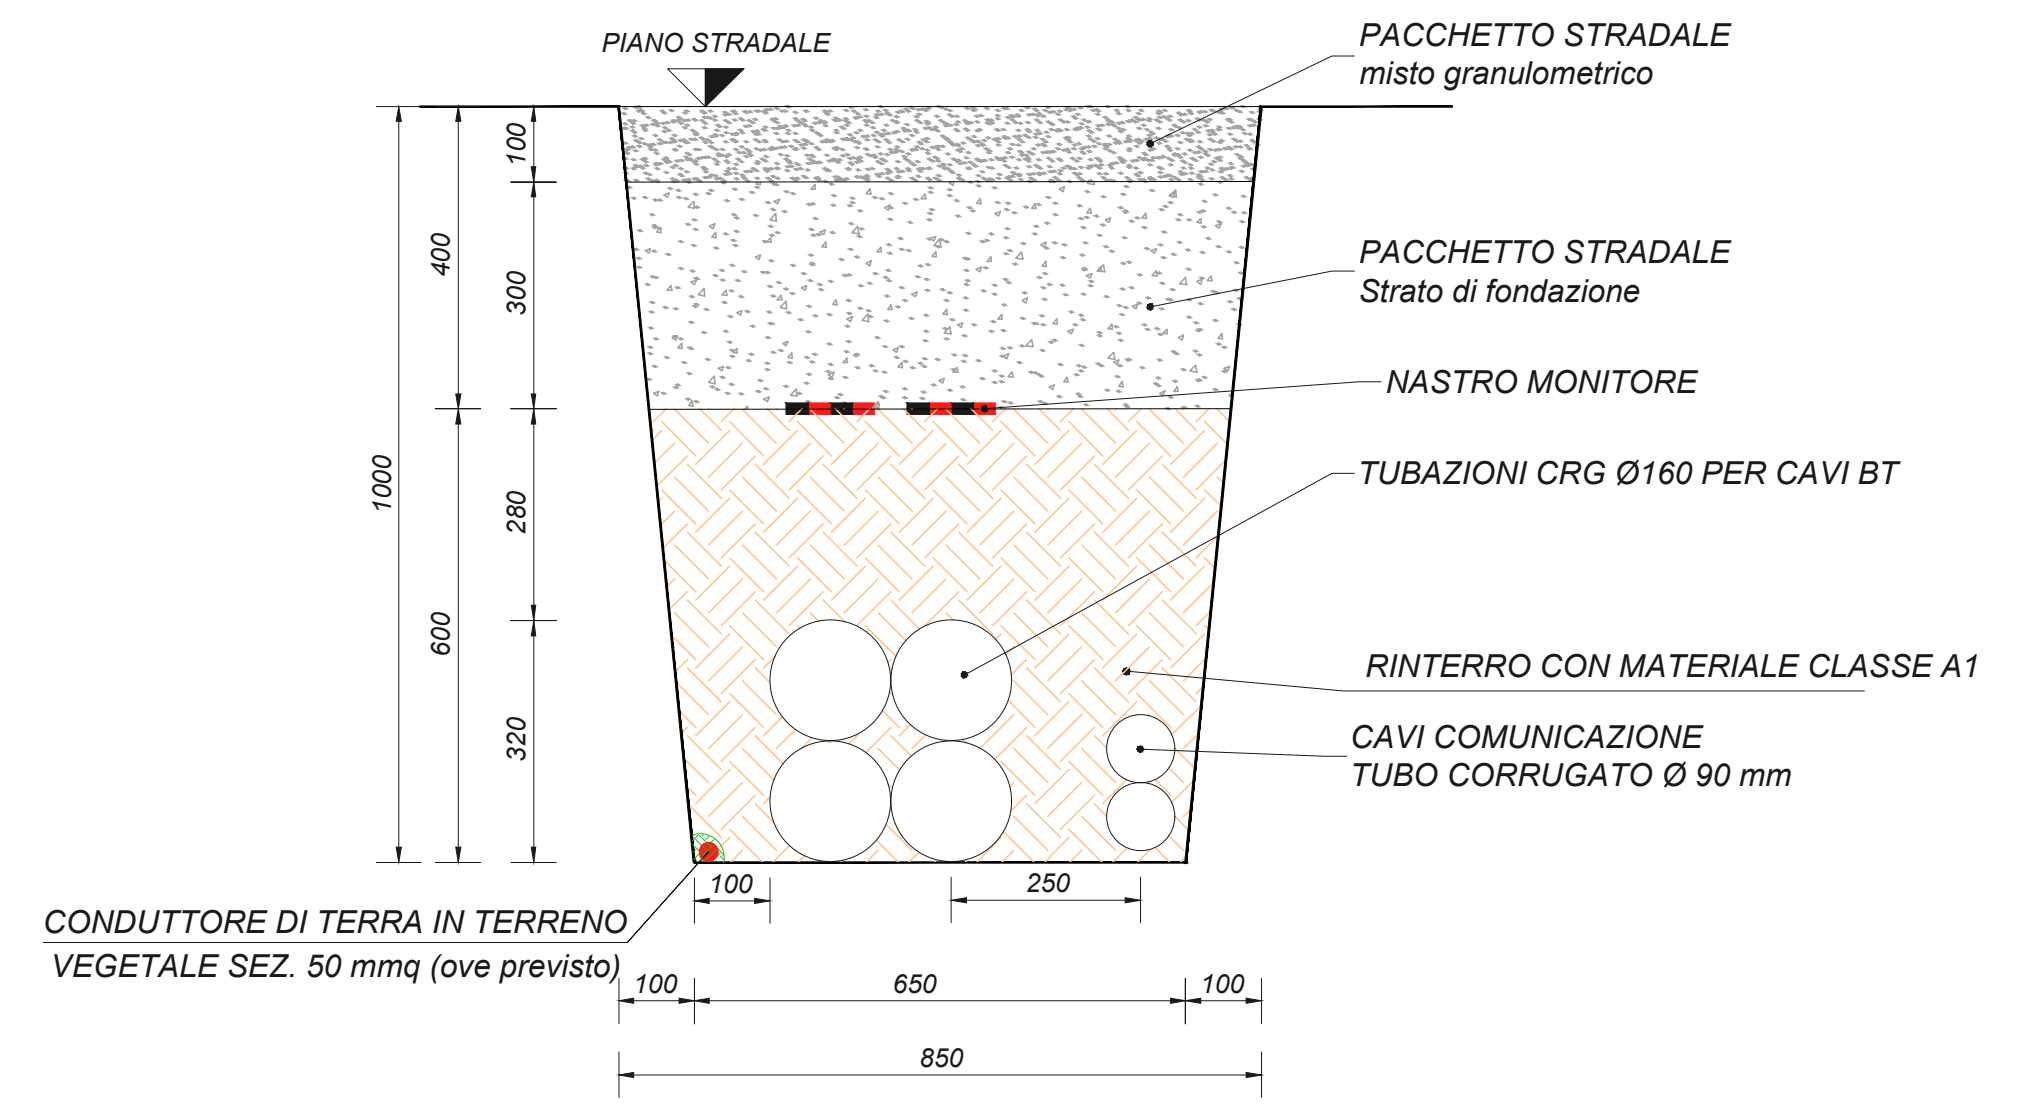 PIANO STRADALE
PACCHETTO STRADALE
misto granulometrico
100
400
300
PACCHETTO STRADALE
Strato di fondazione
NASTRO MONITORE
1000
280
TUBAZIONI CRG Ø160 PER CAVI BT
600
320
RINTERRO CON MATERIALE CLASSE A1
CAVI COMUNICAZIONE
TUBO CORRUGATO Ø 90 mm
100
250
CONDUTTORE DI TERRA IN TERRENO
VEGETALE SEZ. 50 mmq (ove previsto)
100
650
100
850